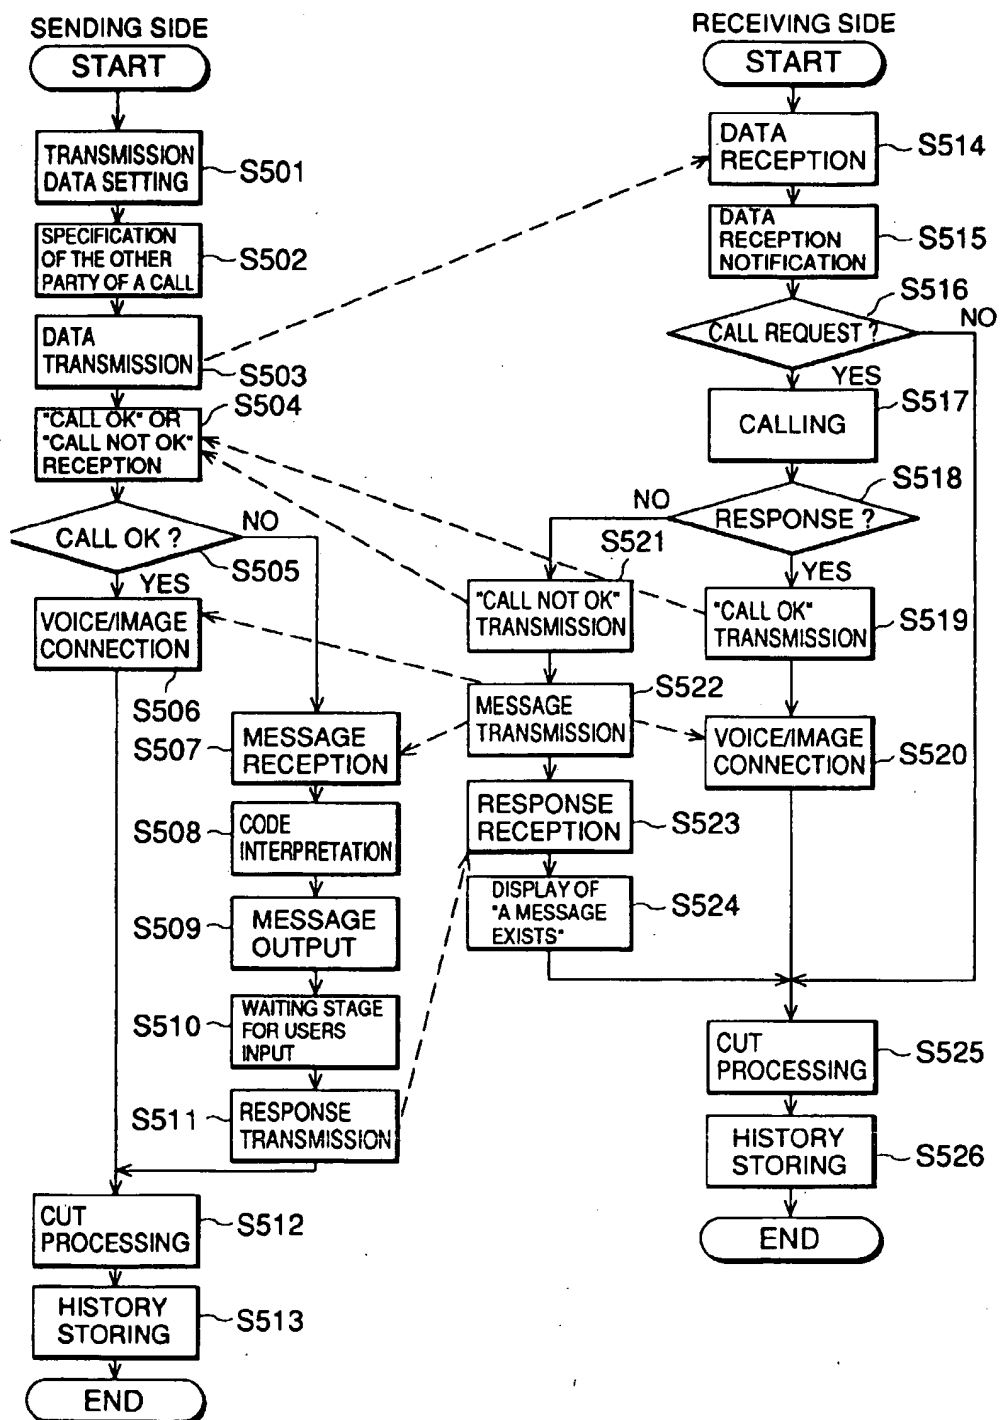 SENDING SIDE
START
TRANSMISSION
DATA SETTING
S501
SPECIFICATION
OF THE OTHER
PARTY OF A CALL
S502
DATA
TRANSMISSION
S503
"CALL OK" OR
"CALL NOT OK"
RECEPTION
S504
CALL OK ?
NO
S505
YES
VOICE/IMAGE
CONNECTION
S506
S507
MESSAGE
RECEPTION
S508
CODE
INTERPRETATION
S509
MESSAGE
OUTPUT
S510
WAITING STAGE
FOR USERS
INPUT
S511
RESPONSE
TRANSMISSION
CUT
PROCESSING
S512
HISTORY
STORING
S513
END
RECEIVING SIDE
START
DATA
RECEPTION
S514
DATA
RECEPTION
NOTIFICATION
S515
S516
CALL REQUEST ?
NO
YES
CALLING
S517
S518
NO
RESPONSE ?
YES
S521
"CALL NOT OK"
TRANSMISSION
"CALL OK"
TRANSMISSION
S519
MESSAGE
TRANSMISSION
S522
VOICE/IMAGE
CONNECTION
S520
RESPONSE
RECEPTION
S523
DISPLAY OF
"A MESSAGE
EXISTS"
S524
CUT
PROCESSING
S525
HISTORY
STORING
S526
END